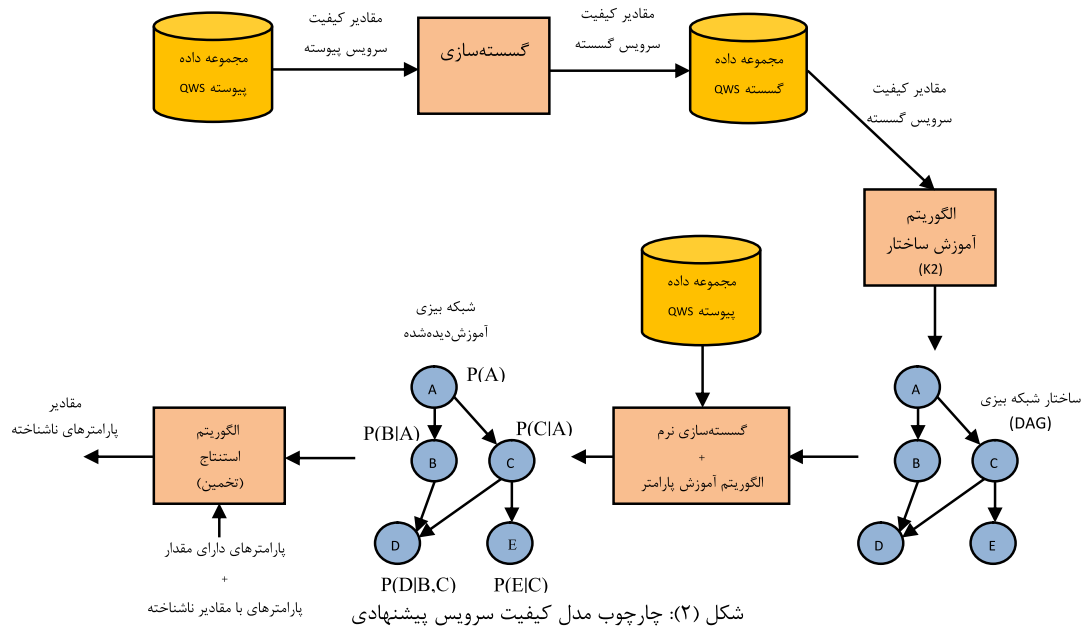 مجموعه داده
پیوسته QWS
مقادیر کیفیت
سرویس پیوسته
گسسته‌سازی
مقادیر کیفیت
سرویس گسسته
مجموعه داده
گسسته QWS
مقادیر کیفیت
سرویس گسسته
الگوریتم
آموزش ساختار
(K2)
ساختار شبکه بیزی
(DAG)
A
B
C
D
E
مجموعه داده
پیوسته QWS
گسسته‌سازی نرم
+
الگوریتم آموزش پارامتر
شبکه بیزی
آموزش‌دیده‌شده
A
P(A)
P(B|A)
P(C|A)
B
C
D
E
P(D|B,C)
P(E|C)
الگوریتم
استنتاج
(تخمین)
پارامترهای دارای مقدار
+
پارامترهای با مقادیر ناشناخته
مقادیر
پارامترهای ناشناخته
شکل (۲): چارچوب مدل کیفیت سرویس پیشنهادی